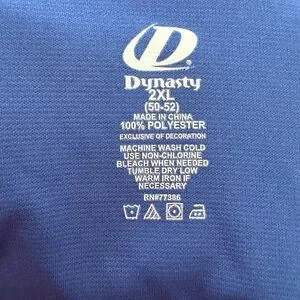 D
Dynasty
2XL
(50-52)
MADE IN CHINA
100% POLYESTER
EXCLUSIVE OF DECORATION
MACHINE WASH COLD
USE NON-CHLORINE
BLEACH WHEN NEEDED
TUMBLE DRY LOW
WARM IRON IF
NECESSARY
RN#77386